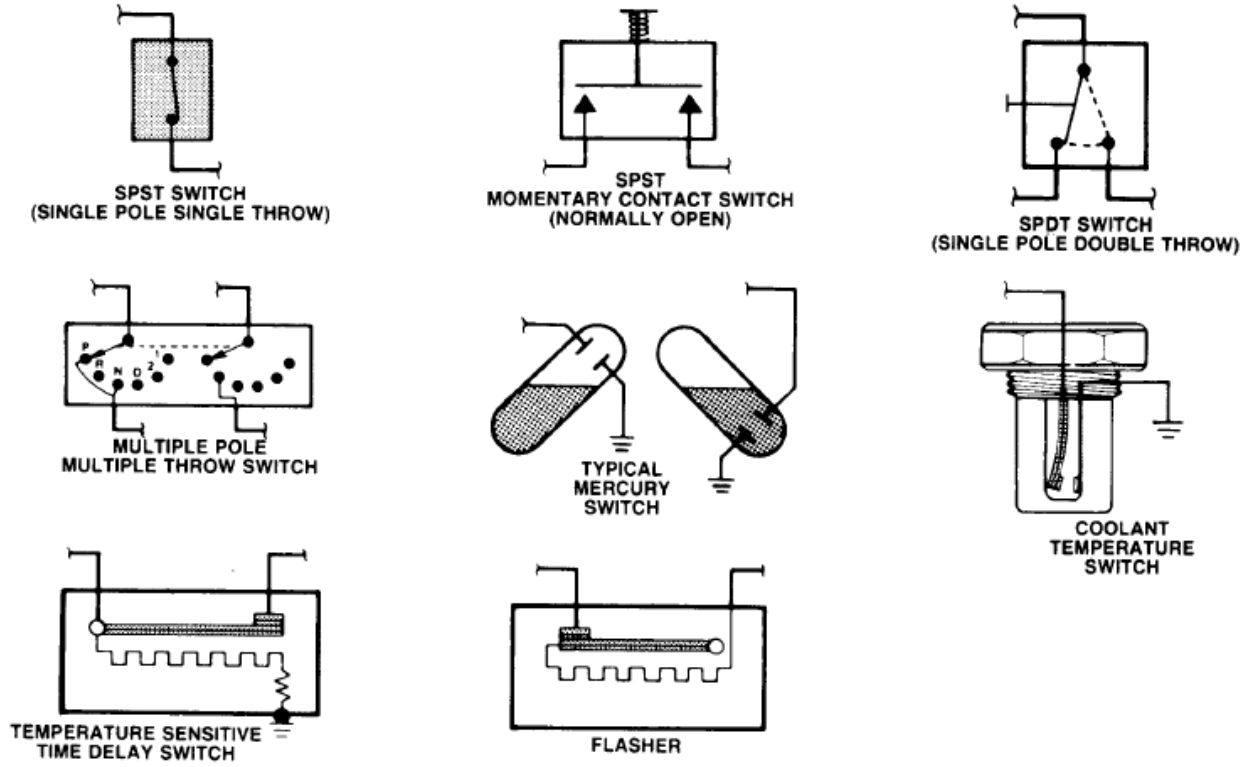 SPST SWITCH
(SINGLE POLE SINGLE THROW)
SPST
MOMENTARY CONTACT SWITCH
(NORMALLY OPEN)
SPDT SWITCH
(SINGLE POLE DOUBLE THROW)
P
R
N
D
2
1
MULTIPLE POLE
MULTIPLE THROW SWITCH
TYPICAL
MERCURY
SWITCH
COOLANT
TEMPERATURE
SWITCH
TEMPERATURE SENSITIVE
TIME DELAY SWITCH
FLASHER